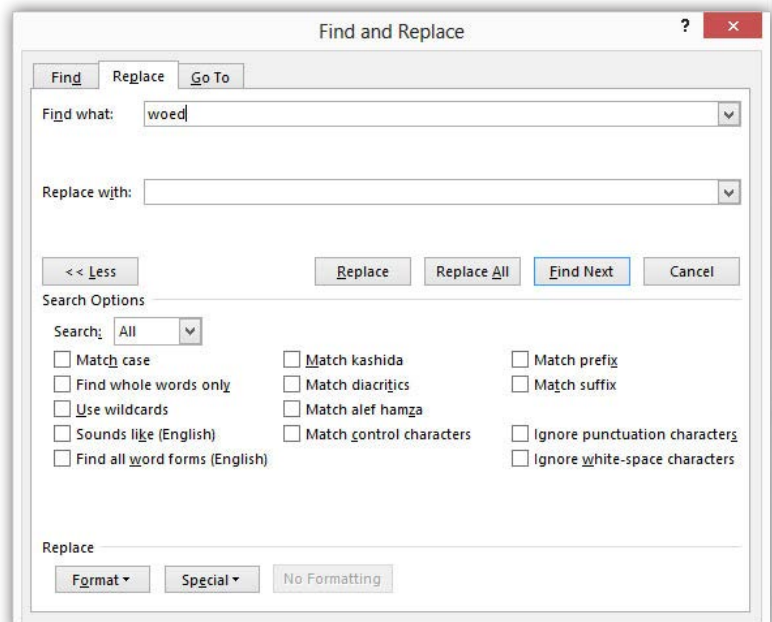 Find and Replace ?
Find Replace Go To
Find what: woed
Replace with:
<< Less Replace Replace All Find Next Cancel
Search Options
Search: All
Match case Match kashida Match prefix
Find whole words only Match diacritics Match suffix
Use wildcards Match alef hamza
Sounds like (English) Match control characters Ignore punctuation characters
Find all word forms (English) Ignore white-space characters
Replace
Format Special No Formatting